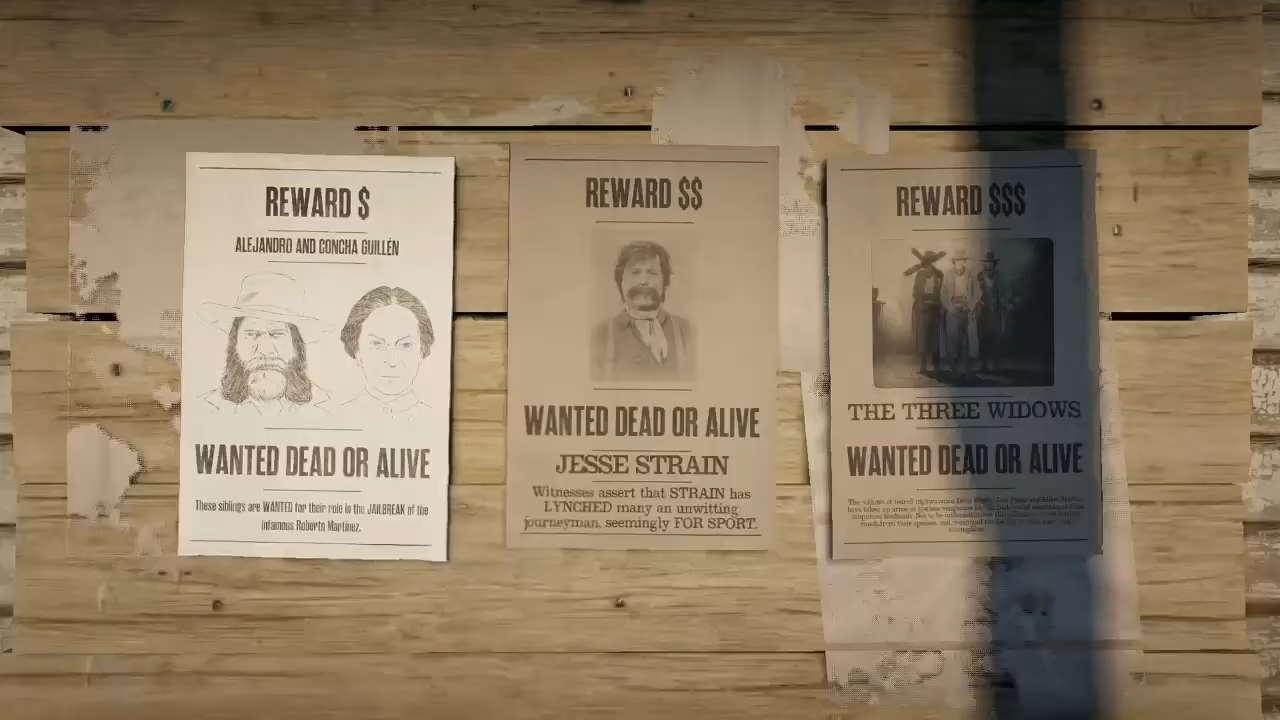 REWARD $
ALEJANDRO AND CONCHA GUILLÉN
WANTED DEAD OR ALIVE
These siblings are WANTED for their role in the JAILBREAK of the
infamous Roberto Martínez.
REWARD $$
WANTED DEAD OR ALIVE
JESSE STRAIN
Witnesses assert that STRAIN has
LYNCHED many an unwitting
journeyman, seemingly FOR SPORT.
REWARD $$$
THE THREE WIDOWS
WANTED DEAD OR ALIVE